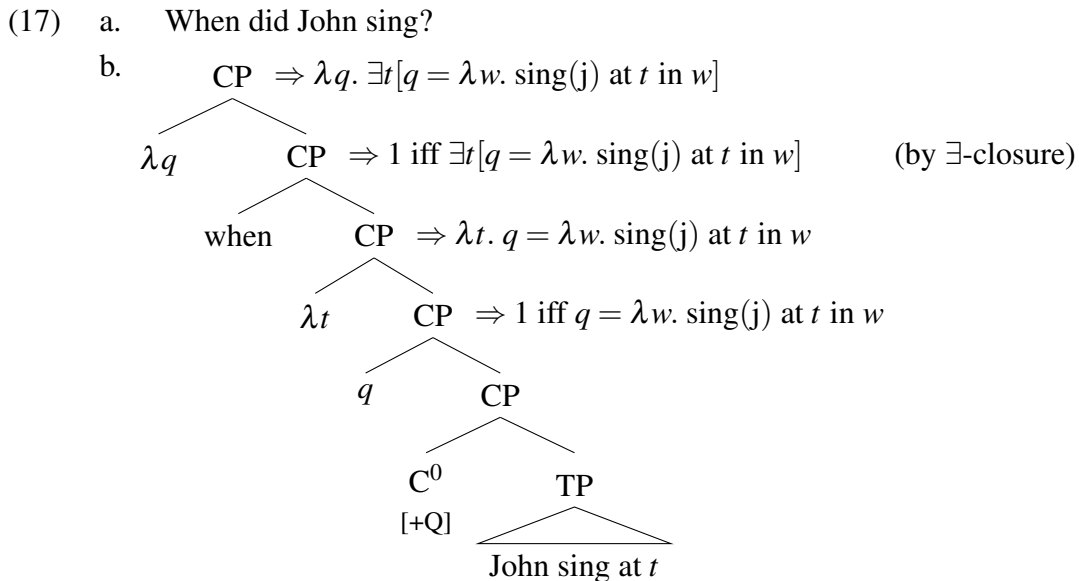 (17) a. When did John sing?
b. CP ⇒ λq. ∃t[q = λw. sing(j) at t in w]
λq CP ⇒ 1 iff ∃t[q = λw. sing(j) at t in w] (by ∃-closure)
when CP ⇒ λt. q = λw. sing(j) at t in w
λt CP ⇒ 1 iff q = λw. sing(j) at t in w
q CP
C⁰ TP
[+Q]
John sing at t